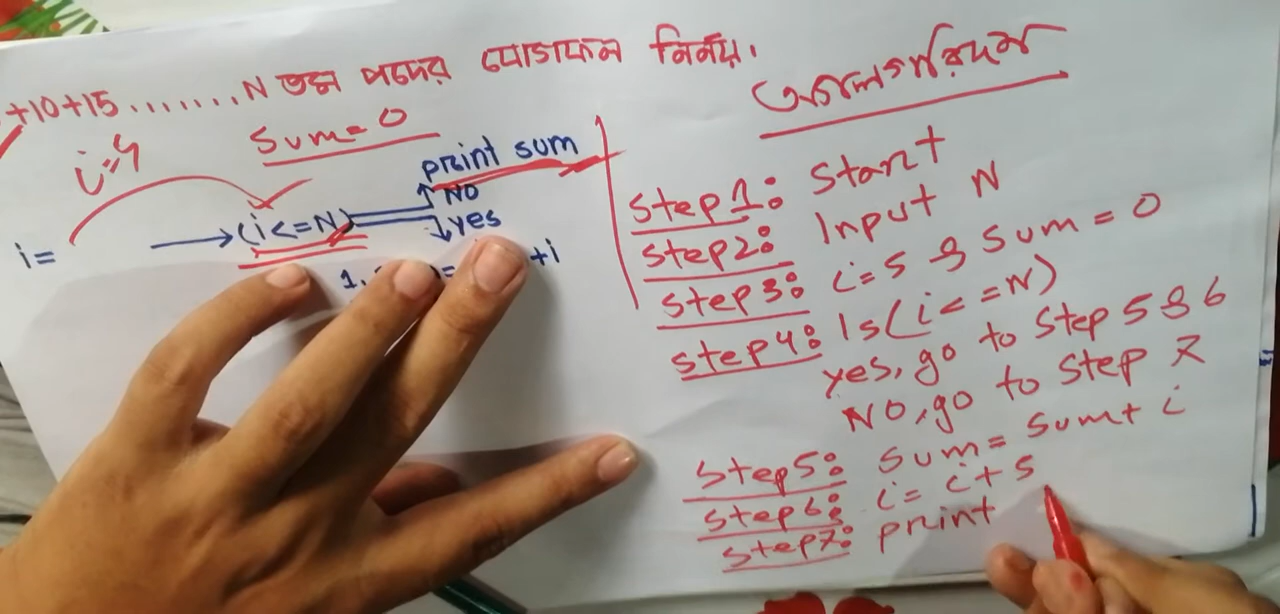 +10+15.......N তম পদের যোগফল নির্নয়।
Sum=0
print sum
NO
yes
i=
(i<=N)
1.
+i
অ্যালগরিদম
Step1: Start
Step2: Input N
Step3: i=5 & Sum=0
Step4: Is(i<=N)
yes, go to Step 5 & 6
NO, go to Step 7
Step5: Sum=Sum+i
Step6: i=i+5
Step7: print